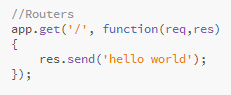 //Routers
app.get('/', function(req,res)
{
    res.send('hello world');
});